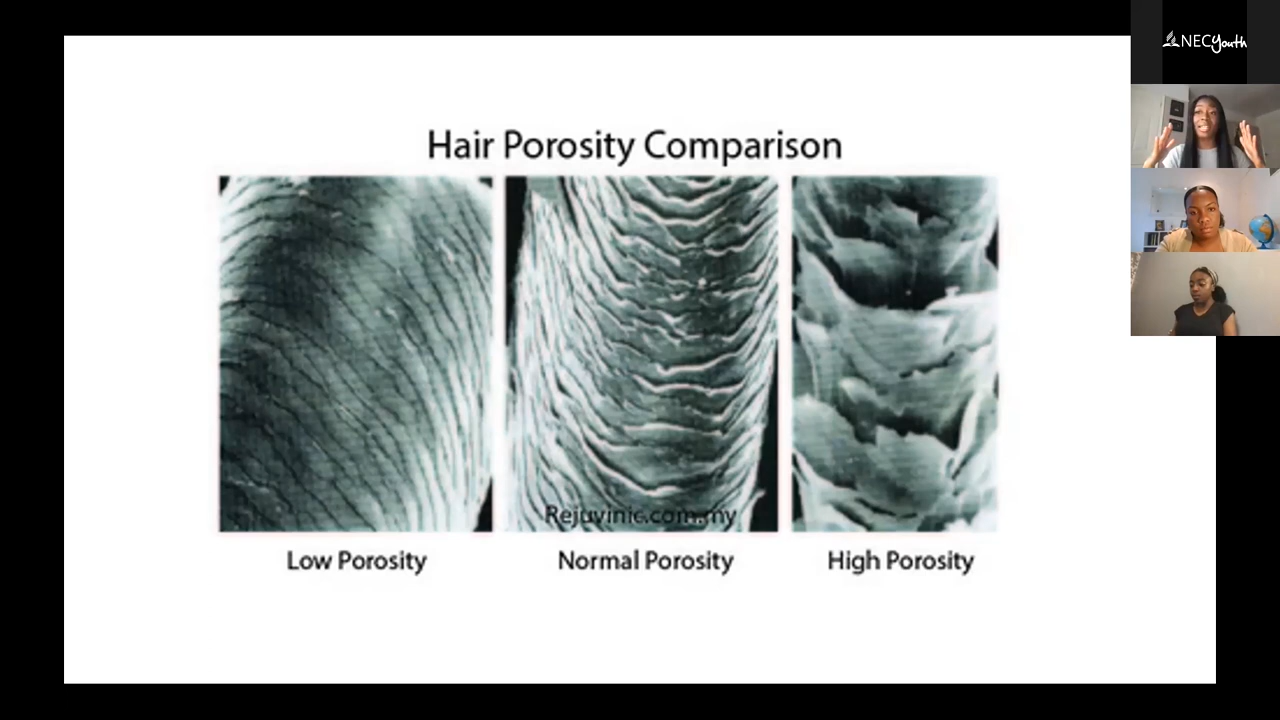 NECYouth
Hair Porosity Comparison
Rejuvinic.com.my
Low Porosity
Normal Porosity
High Porosity